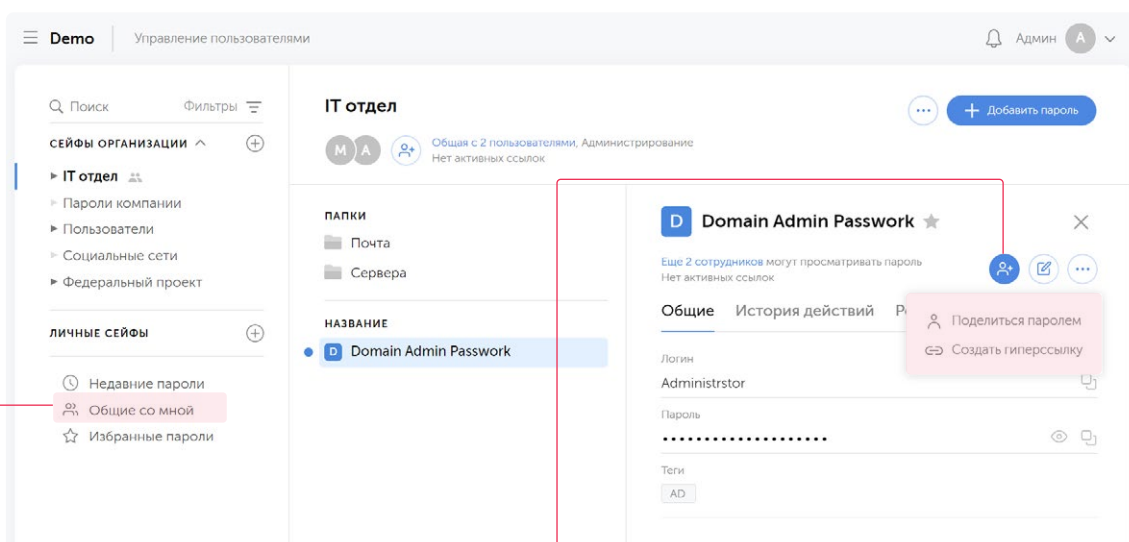 Demo
Управление пользователями
Админ
A
Поиск
Фильтры
СЕЙФЫ ОРГАНИЗАЦИИ
IT отдел
Пароли компании
Пользователи
Социальные сети
Федеральный проект
ЛИЧНЫЕ СЕЙФЫ
Недавние пароли
Общие со мной
Избранные пароли
IT отдел
Добавить пароль
M A
Общая с 2 пользователями, Администрирование
Нет активных ссылок
ПАПКИ
Почта
Сервера
НАЗВАНИЕ
D Domain Admin Passwork
D Domain Admin Passwork
Еще 2 сотрудников могут просматривать пароль
Нет активных ссылок
Общие История действий
Поделиться паролем
Создать гиперссылку
Логин
Administrstor
Пароль
••••••••••••••••••••
Теги
AD